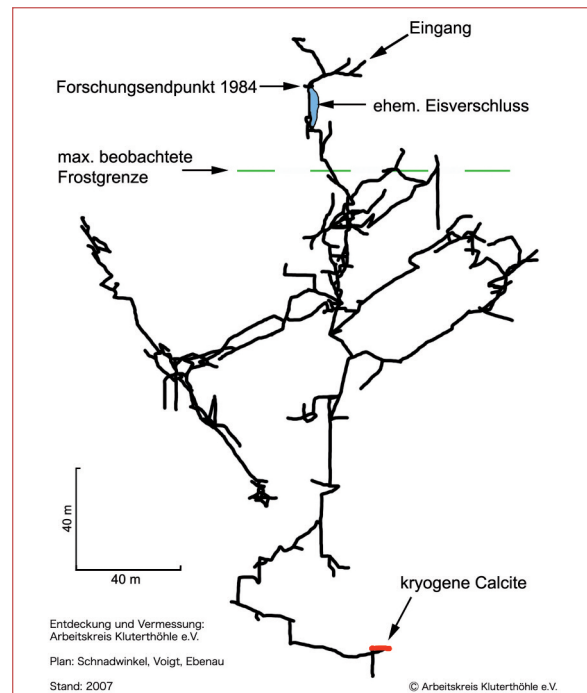 Eingang
Forschungsendpunkt 1984
ehem. Eisverschluss
max. beobachtete
Frostgrenze
40 m
40 m
kryogene Calcite
Entdeckung und Vermessung:
Arbeitskreis Kluterthöhle e.V.
Plan: Schnadwinkel, Voigt, Ebenau
Stand: 2007
© Arbeitskreis Kluterthöhle e.V.